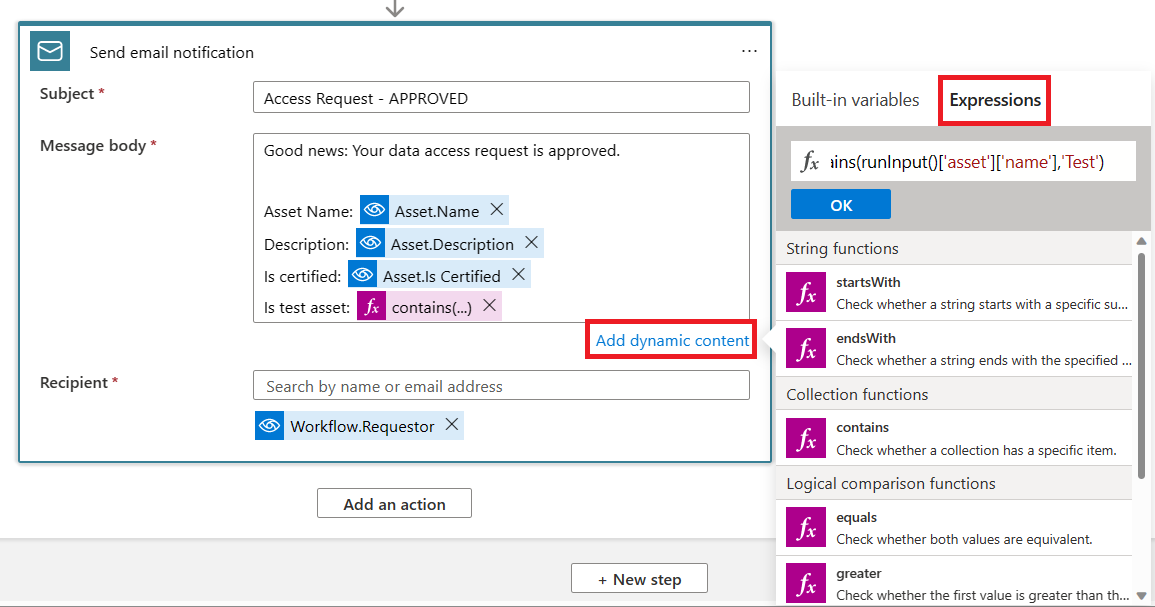 Send email notification
...
Subject *
Access Request - APPROVED
Message body *
Good news: Your data access request is approved.
Asset Name: Asset.Name
Description: Asset.Description
Is certified: Asset.Is Certified
Is test asset: fx contains(...)
Add dynamic content
Recipient *
Search by name or email address
Workflow.Requestor
Add an action
+ New step
Built-in variables
Expressions
fx ains(runInput()['asset']['name'],'Test')
OK
String functions
fx startsWith
Check whether a string starts with a specific su...
fx endsWith
Check whether a string ends with the specified ...
Collection functions
fx contains
Check whether a collection has a specific item.
Logical comparison functions
fx equals
Check whether both values are equivalent.
fx greater
Check whether the first value is greater than th...